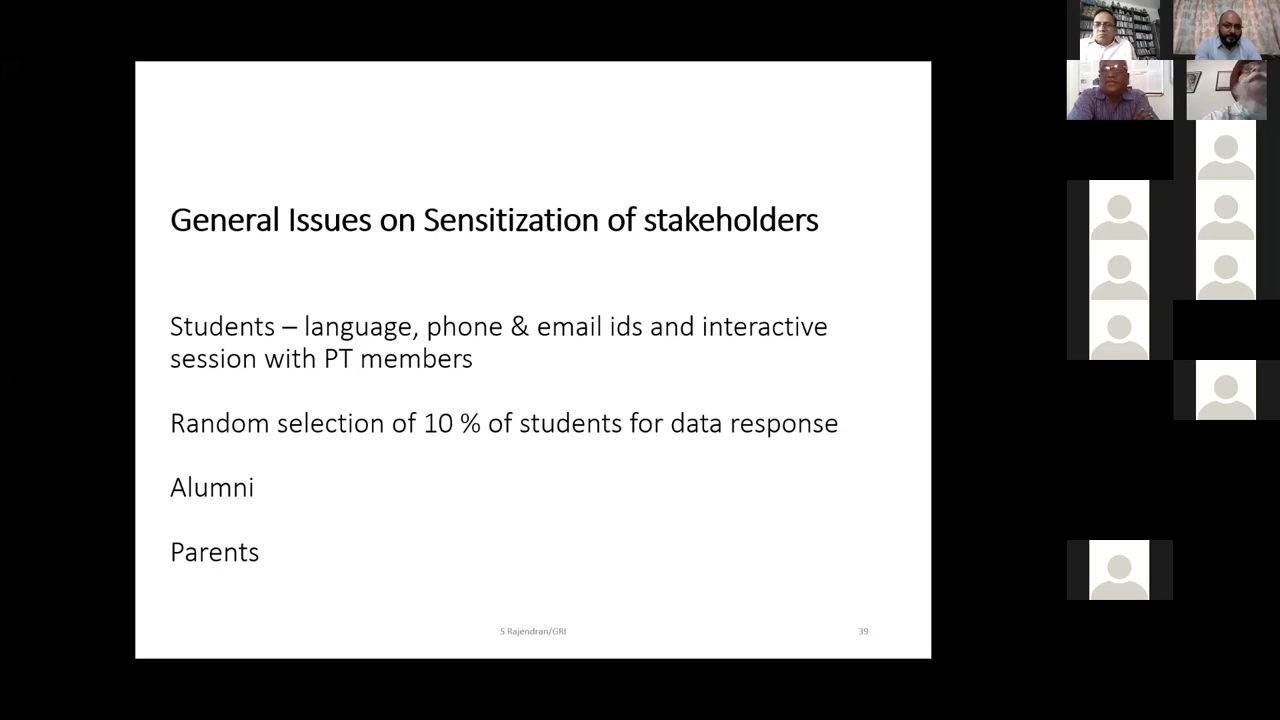 General Issues on Sensitization of stakeholders
Students – language, phone & email ids and interactive
session with PT members
Random selection of 10 % of students for data response
Alumni
Parents
S Rajendran/GRI
39